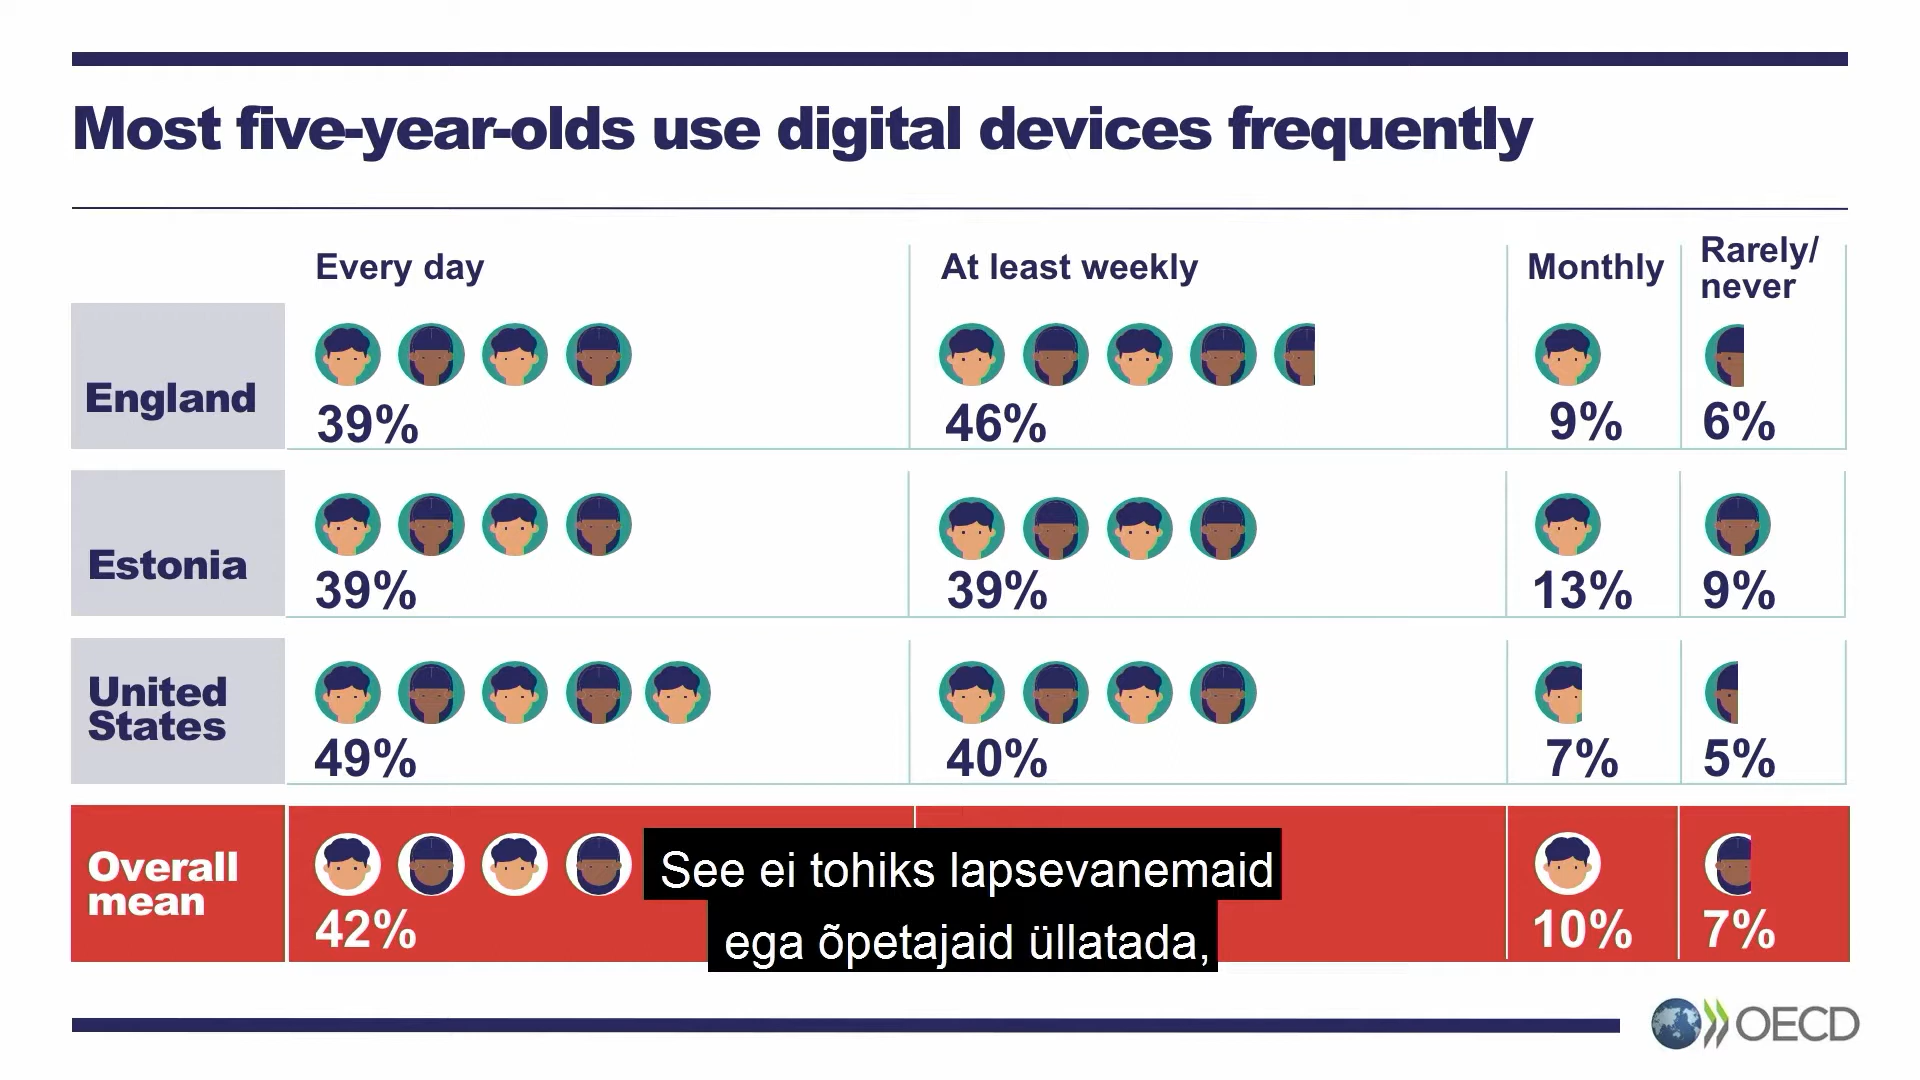 Most five-year-olds use digital devices frequently
Every day
At least weekly
Monthly
Rarely/
never
England
39%
46%
9%
6%
Estonia
39%
39%
13%
9%
United
States
49%
40%
7%
5%
Overall
mean
42%
10%
7%
See ei tohiks lapsevanemaid
ega õpetajaid üllatada,
OECD